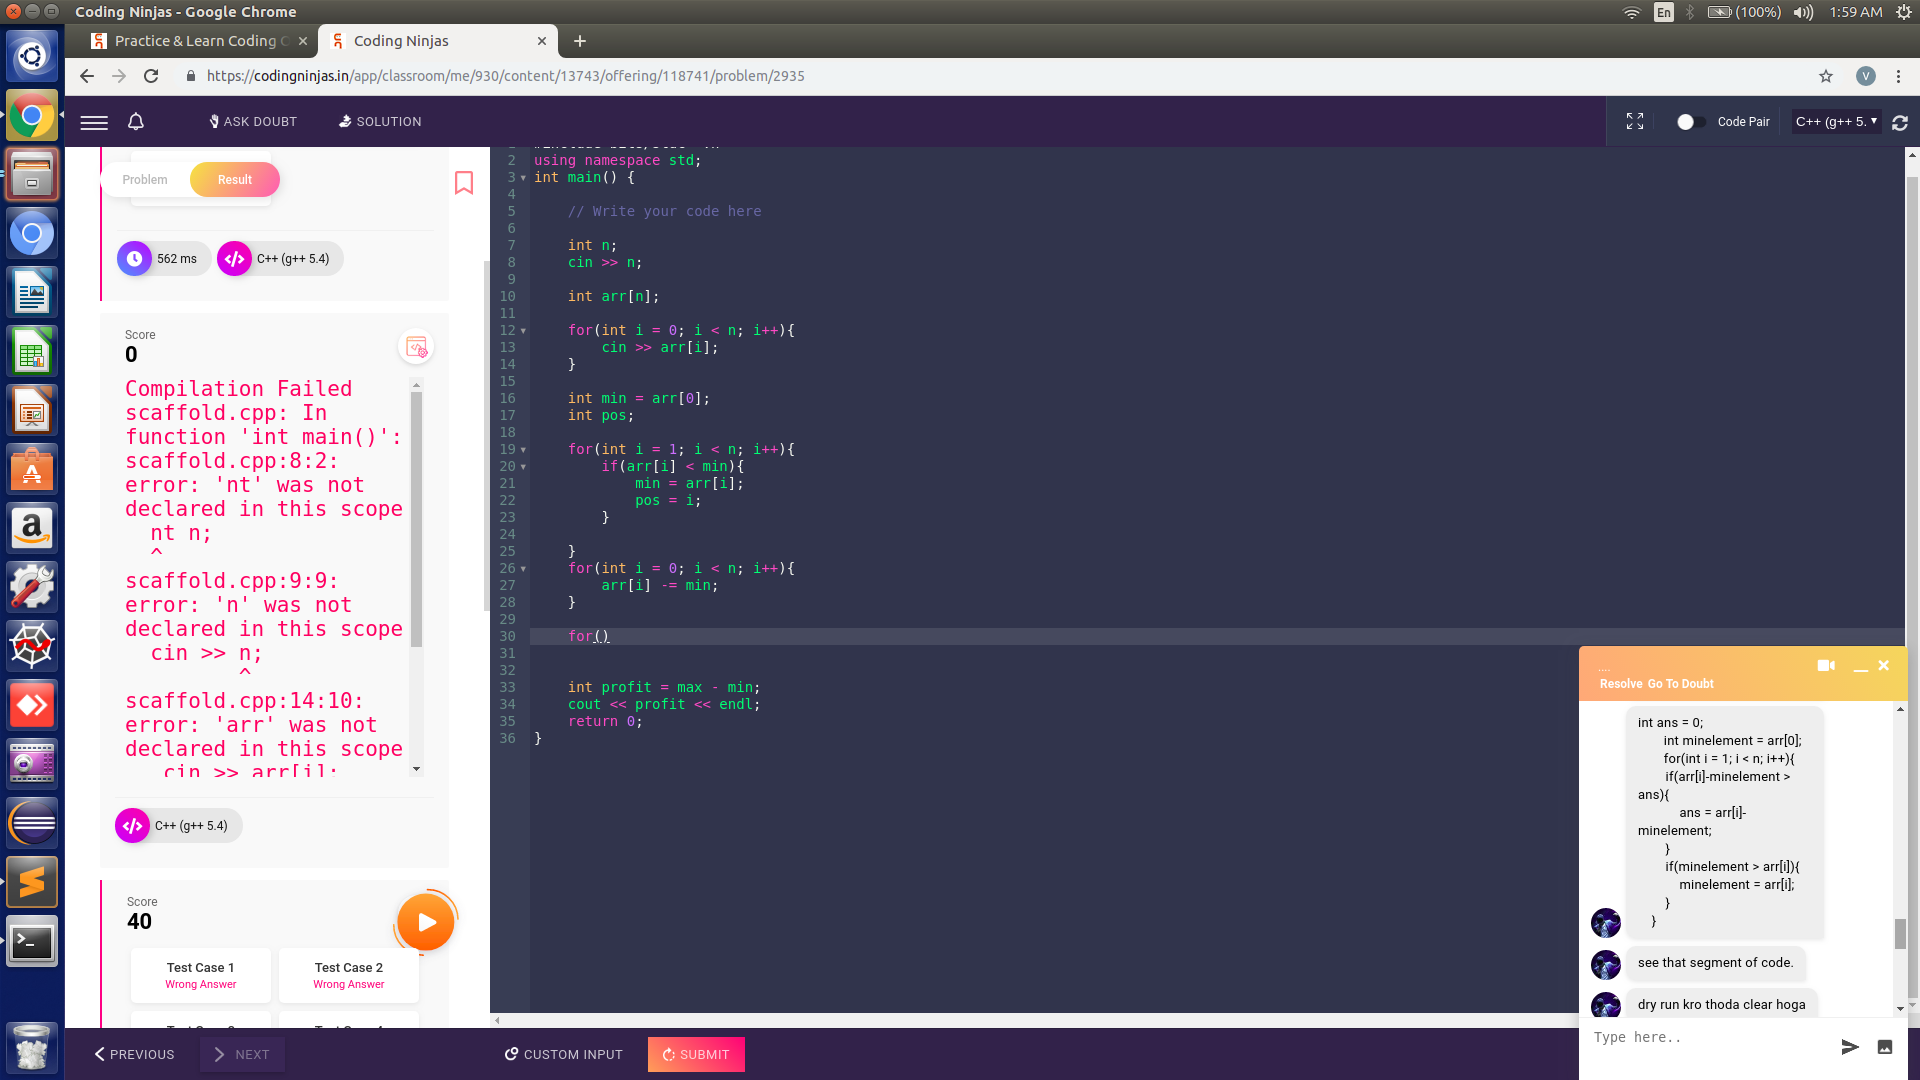 Coding Ninjas - Google Chrome
En
(100%)
1:59 AM
Practice & Learn Coding
Coding Ninjas
https://codingninjas.in/app/classroom/me/930/content/13743/offering/118741/problem/2935
V
ASK DOUBT
SOLUTION
Code Pair
C++ (g++ 5.
Problem
Result
562 ms
C++ (g++ 5.4)
Score
0
Compilation Failed
scaffold.cpp: In
function 'int main()':
scaffold.cpp:8:2:
error: 'nt' was not
declared in this scope
nt n;
^
scaffold.cpp:9:9:
error: 'n' was not
declared in this scope
cin >> n;
^
scaffold.cpp:14:10:
error: 'arr' was not
declared in this scope
cin >> arr[i];
C++ (g++ 5.4)
Score
40
Test Case 1
Wrong Answer
Test Case 2
Wrong Answer
2 using namespace std;
3 int main() {
4
5 // Write your code here
6
7 int n;
8 cin >> n;
9
10 int arr[n];
11
12 for(int i = 0; i < n; i++){
13 cin >> arr[i];
14 }
15
16 int min = arr[0];
17 int pos;
18
19 for(int i = 1; i < n; i++){
20 if(arr[i] < min){
21 min = arr[i];
22 pos = i;
23 }
24
25 }
26 for(int i = 0; i < n; i++){
27 arr[i] -= min;
28 }
29
30 for()
31
32
33 int profit = max - min;
34 cout << profit << endl;
35 return 0;
36 }
....
Resolve Go To Doubt
int ans = 0;
int minelement = arr[0];
for(int i = 1; i < n; i++){
if(arr[i]-minelement >
ans){
ans = arr[i]-
minelement;
}
if(minelement > arr[i]){
minelement = arr[i];
}
}
see that segment of code.
dry run kro thoda clear hoga
Type here..
PREVIOUS
NEXT
CUSTOM INPUT
SUBMIT